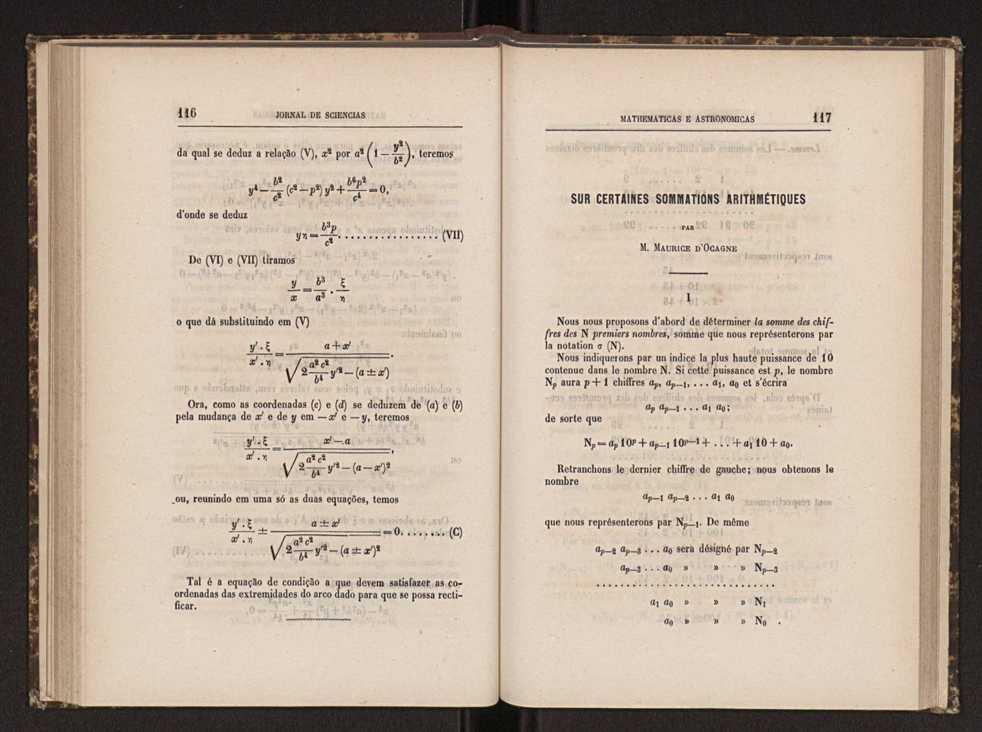 116 JORNAL DE SCIENCIAS
da qual se deduz a relação (V), x² por a² (1 − y²/b²), teremos
y⁴ − b²/c² (c² − p²) y² + b⁶p²/c⁴ = 0,
d'onde se deduz
yη = b³p/c² . . . . . . . . . . . . . . . . (VII)
De (VI) e (VII) tiramos
y/x = b³/a³ . ξ/η
o que dá substituindo em (V)
y' . ξ / x' . η = a + x' / √(2 a²c²/b⁴ y'² − (a ± x')
Ora, como as coordenadas (c) e (d) se deduzem de (a) e (b)
pela mudança de x' e de y em — x' e — y, teremos
y' . ξ / x' . η = x' — a / √(2 a²c²/b⁴ y'² − (a − x')²,
ou, reunindo em uma só as duas equações, temos
y' . ξ / x' . η ± a ± x' / √(2 a²c²/b⁴ y'² − (a ± x')² = 0. . . . . . . . (C)
Tal é a equação de condição a que devem satisfazer as co-
ordenadas das extremidades do arco dado para que se possa recti-
ficar.
MATHEMATICAS E ASTRONOMICAS 117
SUR CERTAINES SOMMATIONS ARITHMÉTIQUES
PAR
M. MAURICE D'OCAGNE
I
Nous nous proposons d'abord de déterminer la somme des chif-
fres des N premiers nombres, somme que nous représenterons par
la notation σ (N).
Nous indiquerons par un indice la plus haute puissance de 10
contenue dans le nombre N. Si cette puissance est p, le nombre
Nₚ aura p + 1 chiffres aₚ, aₚ₋₁, . . . a₁, a₀ et s'écrira
aₚ aₚ₋₁ . . . a₁ a₀;
de sorte que
Nₚ = aₚ 10ᵖ + aₚ₋₁ 10ᵖ⁻¹ + . . . + a₁ 10 + a₀.
Retranchons le dernier chiffre de gauche; nous obtenons le
nombre
aₚ₋₁ aₚ₋₂ . . . a₁ a₀
que nous représenterons par Nₚ₋₁. De même
aₚ₋₂ aₚ₋₃ . . . a₀ sera désigné par Nₚ₋₂
aₚ₋₃ . . . a₀ » » » Nₚ₋₃
. . . . . . . . . . . . . . . . . . . . . . . . . . . .
a₁ a₀ » » » N₁
a₀ » » » N₀ .